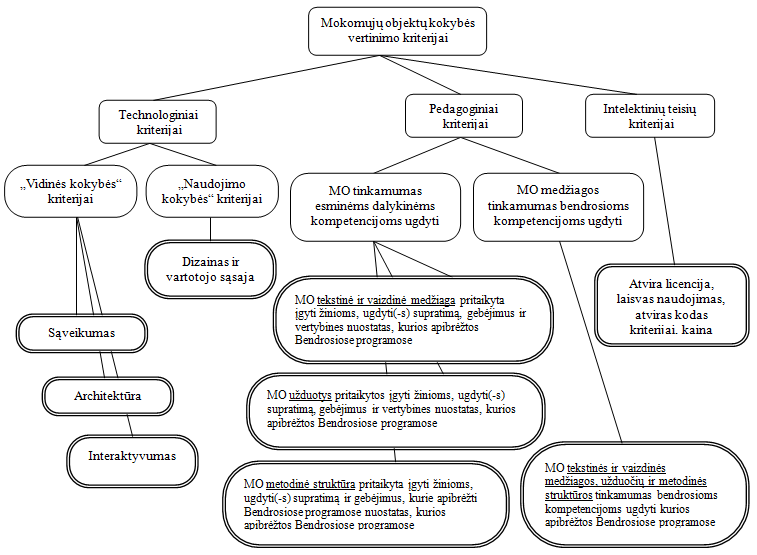 Mokomųjų objektų kokybės
vertinimo kriterijai
Technologiniai
kriterijai
Pedagoginiai
kriterijai
Intelektinių teisių
kriterijai
„Vidinės kokybės“
kriterijai
„Naudojimo
kokybės“ kriterijai
MO tinkamumas
esminėms dalykinėms
kompetencijoms ugdyti
MO medžiagos
tinkamumas bendrosioms
kompetencijoms ugdyti
Dizainas ir
vartotojo sąsaja
Atvira licencija,
laisvas naudojimas,
atviras kodas
kriterijai. kaina
MO tekstinė ir vaizdinė medžiaga pritaikyta
įgyti žinioms, ugdyti(-s) supratimą, gebėjimus ir
vertybines nuostatas, kurios apibrėžtos
Bendrosiose programose
Sąveikumas
Architektūra
MO užduotys pritaikytos įgyti žinioms, ugdyti(-s)
supratimą, gebėjimus ir vertybines nuostatas, kurios
apibrėžtos Bendrosiose programose
Interaktyvumas
MO metodinė struktūra pritaikyta įgyti žinioms,
ugdyti(-s) supratimą ir gebėjimus, kurie apibrėžti
Bendrosiose programose nuostatas, kurios
apibrėžtos Bendrosiose programose
MO tekstinės ir vaizdinės
medžiagos, užduočių ir metodinės
struktūros tinkamumas bendrosioms
kompetencijoms ugdyti kurios
apibrėžtos Bendrosiose programose